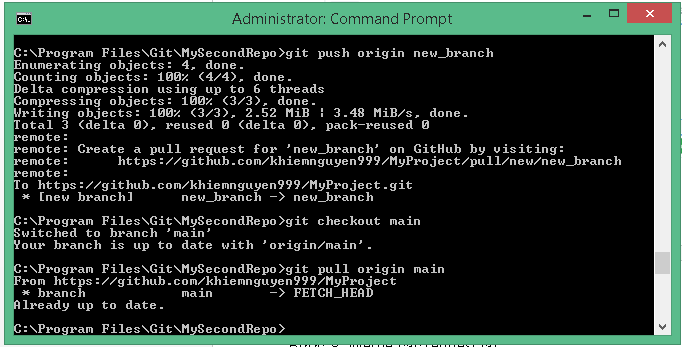 Administrator: Command Prompt
C:\Program Files\Git\MySecondRepo>git push origin new_branch
Enumerating objects: 4, done.
Counting objects: 100% (4/4), done.
Delta compression using up to 6 threads
Compressing objects: 100% (3/3), done.
Writing objects: 100% (3/3), 2.52 MiB | 3.48 MiB/s, done.
Total 3 (delta 0), reused 0 (delta 0), pack-reused 0
remote:
remote: Create a pull request for 'new_branch' on GitHub by visiting:
remote:      https://github.com/khiemnguyen999/MyProject/pull/new/new_branch
remote:
To https://github.com/khiemnguyen999/MyProject.git
 * [new branch]      new_branch -> new_branch
C:\Program Files\Git\MySecondRepo>git checkout main
Switched to branch 'main'
Your branch is up to date with 'origin/main'.
C:\Program Files\Git\MySecondRepo>git pull origin main
From https://github.com/khiemnguyen999/MyProject
 * branch            main       -> FETCH_HEAD
Already up to date.
C:\Program Files\Git\MySecondRepo>